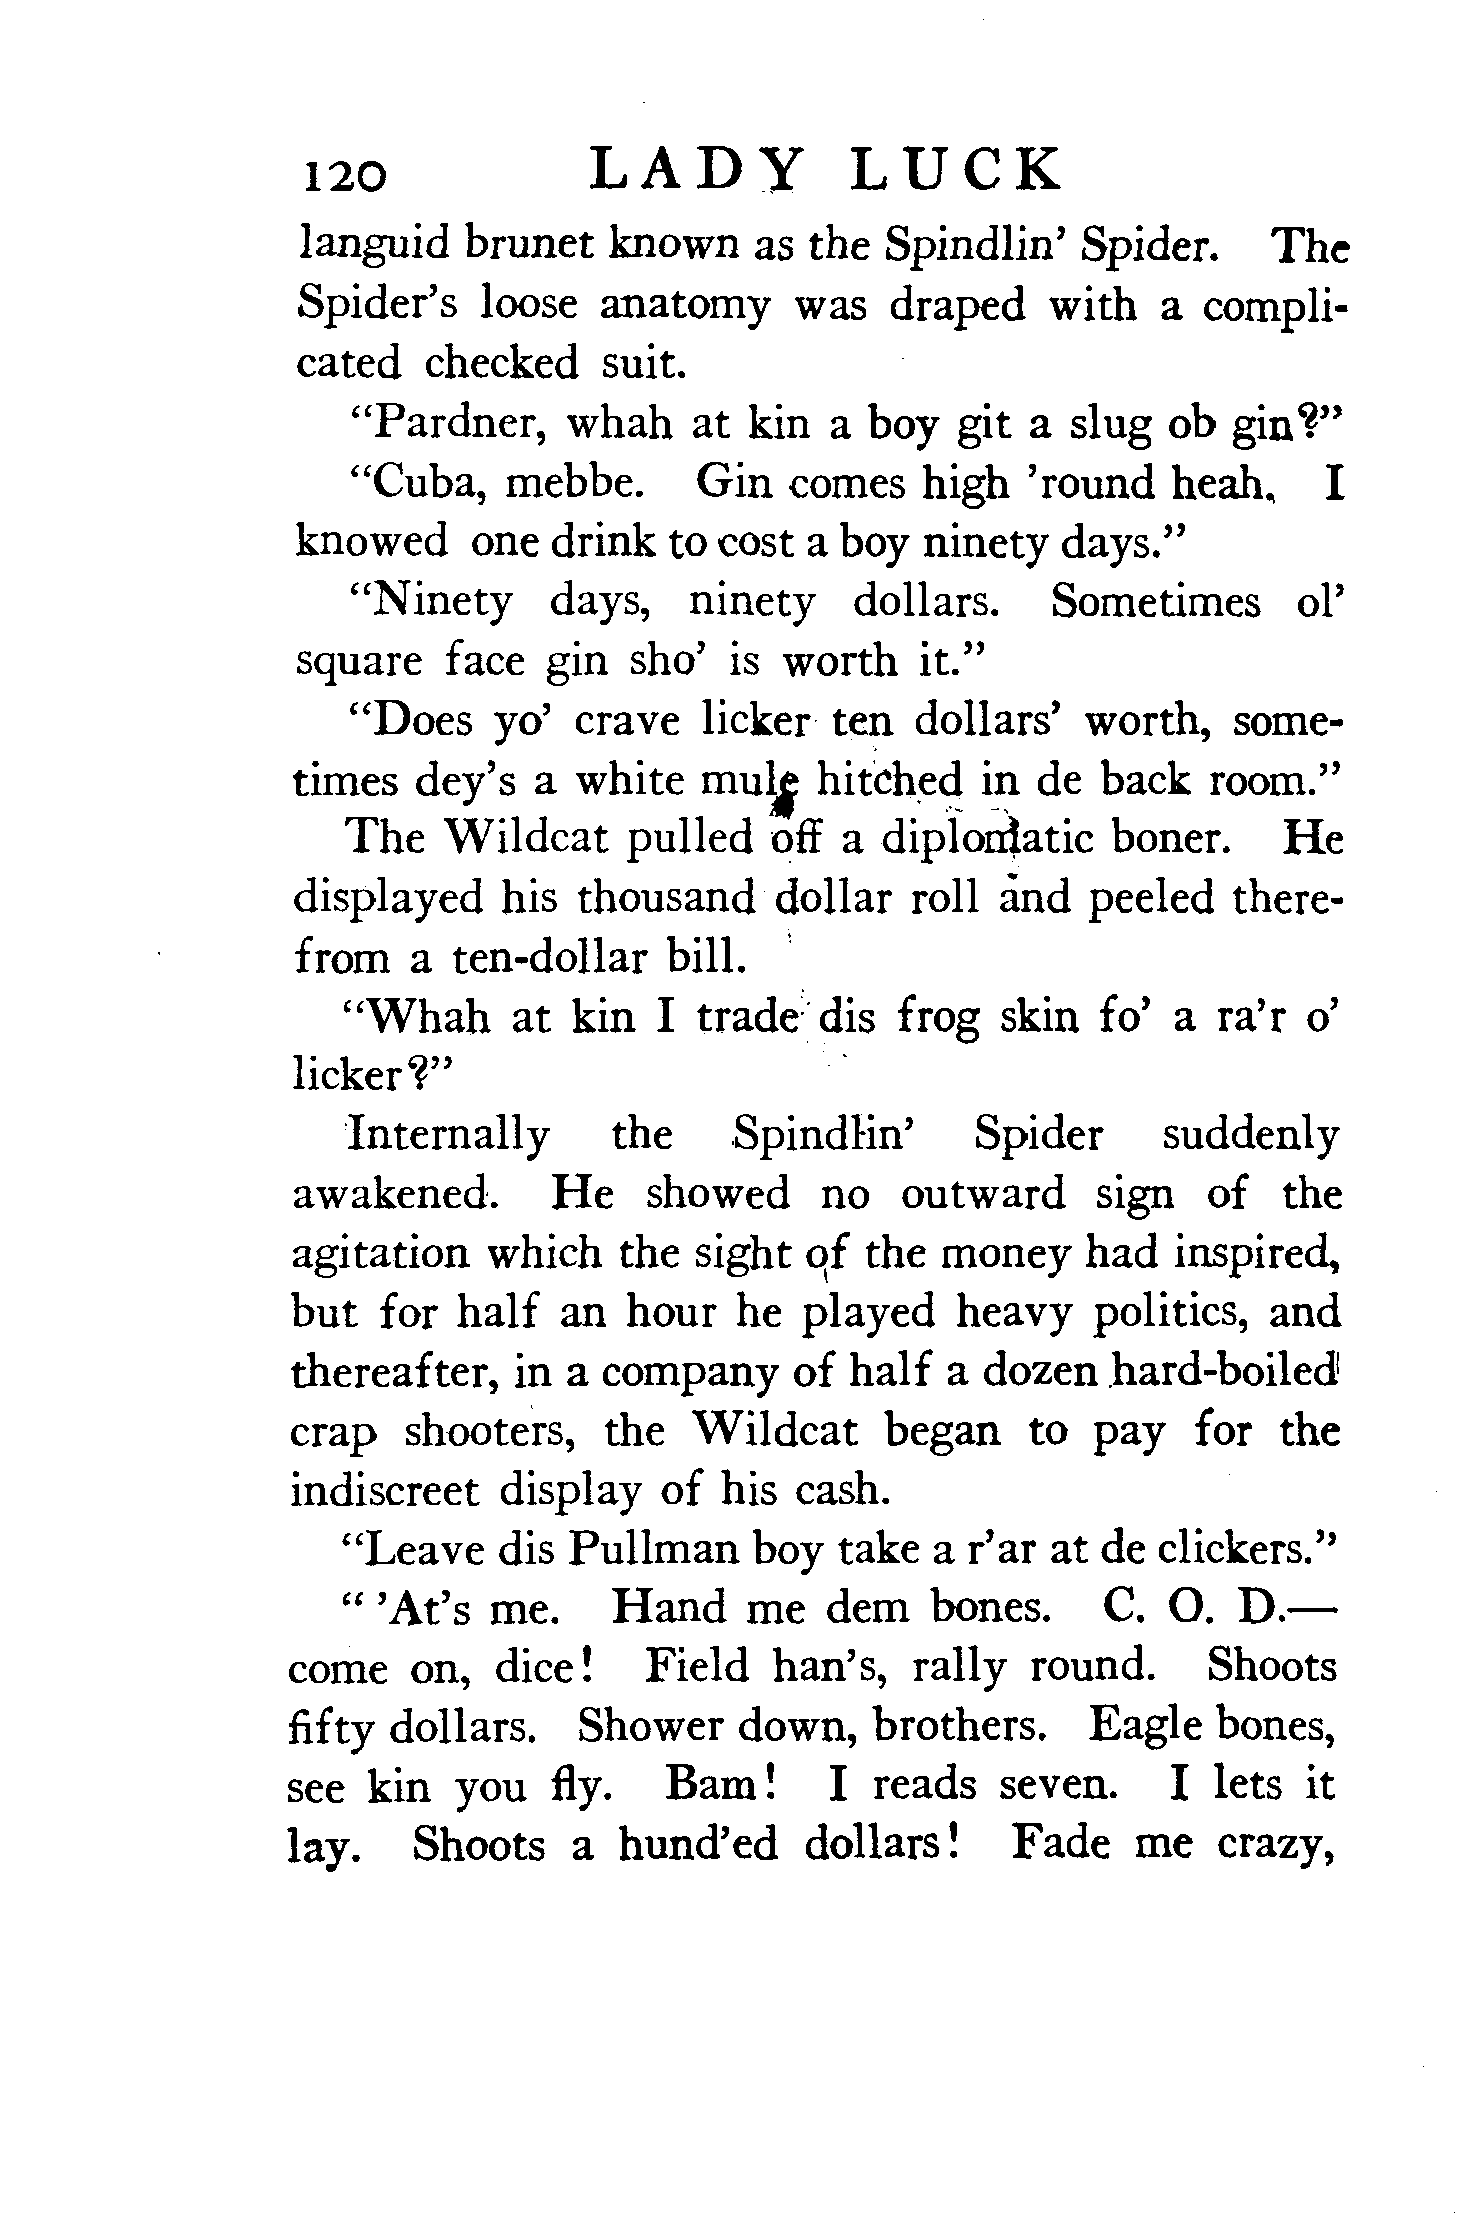 120 LADY LUCK
languid brunet known as the Spindlin' Spider. The
Spider's loose anatomy was draped with a compli-
cated checked suit.
"Pardner, whah at kin a boy git a slug ob gin?"
"Cuba, mebbe. Gin comes high 'round heah. I
knowed one drink to cost a boy ninety days."
"Ninety days, ninety dollars. Sometimes ol'
square face gin sho' is worth it."
"Does yo' crave licker ten dollars' worth, some-
times dey's a white mule hitched in de back room."
The Wildcat pulled off a diplomatic boner. He
displayed his thousand dollar roll and peeled there-
from a ten-dollar bill.
"Whah at kin I trade dis frog skin fo' a ra'r o'
licker?"
Internally the Spindlin' Spider suddenly
awakened. He showed no outward sign of the
agitation which the sight of the money had inspired,
but for half an hour he played heavy politics, and
thereafter, in a company of half a dozen hard-boiled
crap shooters, the Wildcat began to pay for the
indiscreet display of his cash.
"Leave dis Pullman boy take a r'ar at de clickers."
" 'At's me. Hand me dem bones. C. O. D.—
come on, dice! Field han's, rally round. Shoots
fifty dollars. Shower down, brothers. Eagle bones,
see kin you fly. Bam! I reads seven. I lets it
lay. Shoots a hund'ed dollars! Fade me crazy,